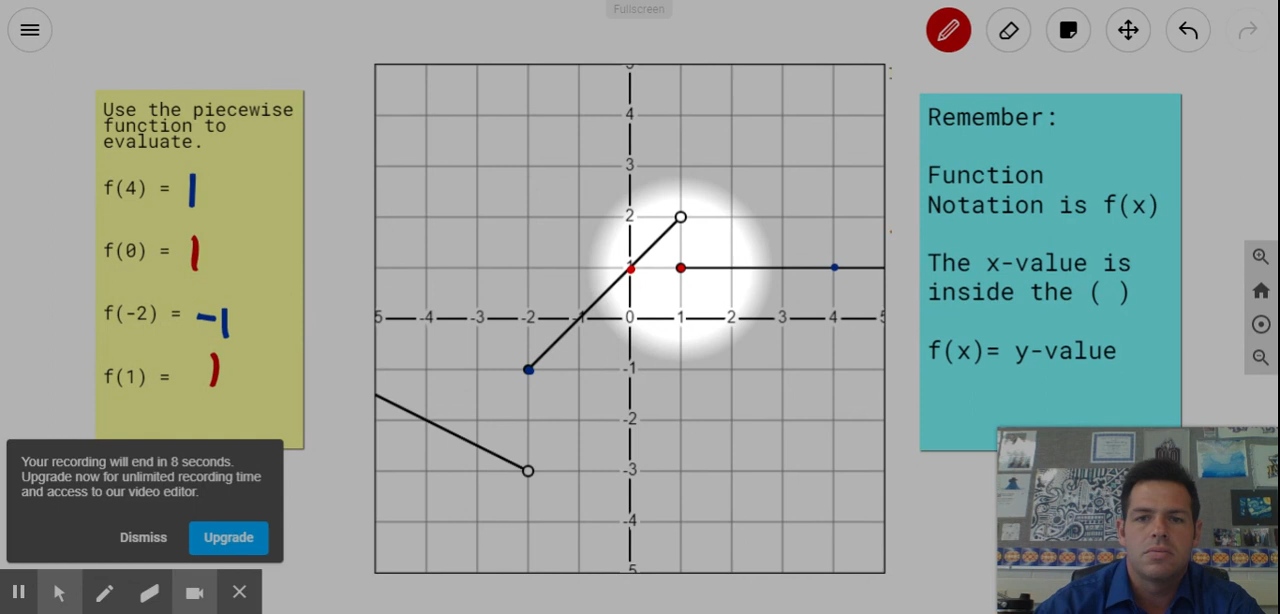 Fullscreen
Use the piecewise
function to
evaluate.
f(4) = 1
f(0) = 1
f(-2) = -1
f(1) = 1
5
4
3
2
1
5 -4 -3 -2 -1 0 1 2 3 4 5
-1
-2
-3
-4
5
Remember:
Function
Notation is f(x)
The x-value is
inside the ( )
f(x)= y-value
Your recording will end in 8 seconds.
Upgrade now for unlimited recording time
and access to our video editor.
Dismiss Upgrade